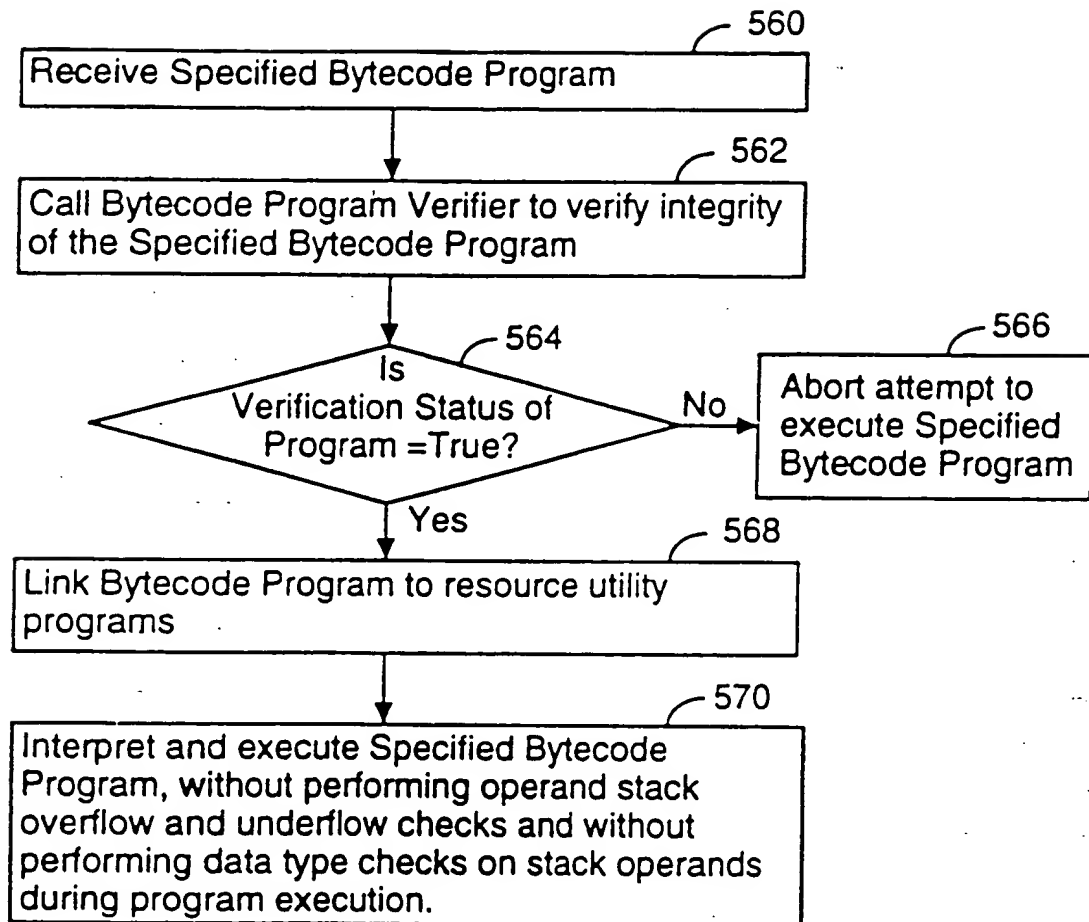 560
Receive Specified Bytecode Program
562
Call Bytecode Program Verifier to verify integrity
of the Specified Bytecode Program
564
Is
Verification Status of
Program =True?
No
566
Abort attempt to
execute Specified
Bytecode Program
Yes
568
Link Bytecode Program to resource utility
programs
570
Interpret and execute Specified Bytecode
Program, without performing operand stack
overflow and underflow checks and without
performing data type checks on stack operands
during program execution.